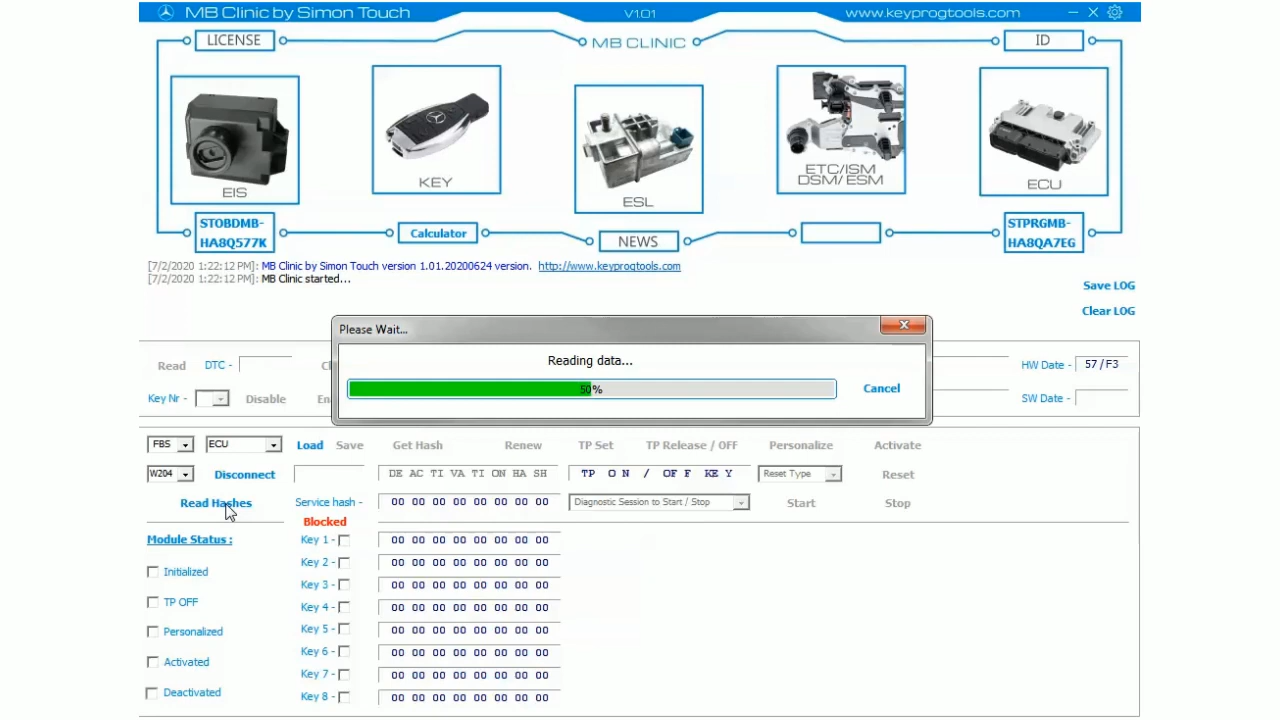 MB Clinic by Simon Touch V1.01 www.keyprogtools.com
LICENSE MB CLINIC ID
EIS KEY ESL ETC/ISM DSM/ ESM ECU
STOBDMB-HA8Q577K Calculator NEWS STPRGMB-HA8QA7EG
[7/2/2020 1:22:12 PM]: MB Clinic by Simon Touch version 1.01.20200624 version. http://www.keyprogtools.com
[7/2/2020 1:22:12 PM]: MB Clinic started...
Save LOG
Clear LOG
Please Wait...
Reading data...
50%
Cancel
Read DTC - HW Date - 57/F3
Key Nr - Disable SW Date -
FBS ECU Load Save Get Hash Renew TP Set TP Release / OFF Personalize Activate
W204 Disconnect DE AC TI VA TI ON HA SH TP O N / OF F KE Y Reset Type Reset
Read Hashes Service hash - 00 00 00 00 00 00 00 00 Diagnostic Session to Start / Stop Start Stop
Blocked
Module Status : Key 1 - 00 00 00 00 00 00 00 00
Key 2 - 00 00 00 00 00 00 00 00
Initialized
Key 3 - 00 00 00 00 00 00 00 00
TP OFF Key 4 - 00 00 00 00 00 00 00 00
Personalized Key 5 - 00 00 00 00 00 00 00 00
Key 6 - 00 00 00 00 00 00 00 00
Activated
Key 7 - 00 00 00 00 00 00 00 00
Deactivated Key 8 - 00 00 00 00 00 00 00 00